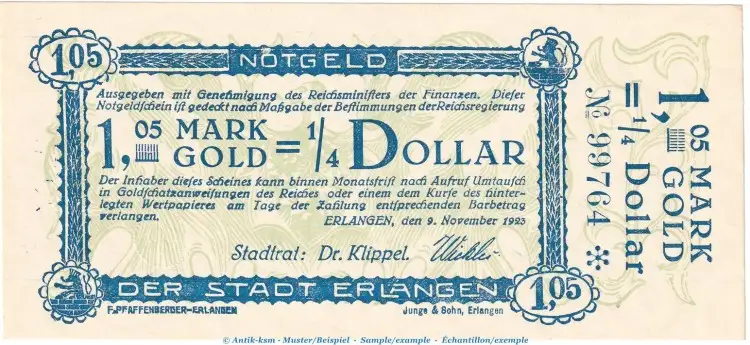 1,05
NOTGELD
Ausgegeben mit Genehmigung des Reichsministers der Finanzen. Dieser
Notgeldschein ist gedeckt nach Maßgabe der Bestimmungen der Reichsregierung
1,05 MARK GOLD = 1/4 DOLLAR
Der Inhaber dieses Scheines kann binnen Monatsfrist nach Aufruf Umtausch
in Goldschatzanweisungen des Reiches oder einem dem Kurse des hinter-
legten Wertpapieres am Tage der Zahlung entsprechenden Barbetrag
verlangen. ERLANGEN, den 9. November 1923
Stadtrat: Dr. Klippel.
DER STADT ERLANGEN
1,05
F. PFAFFENBERGER-ERLANGEN
Junge & Sohn, Erlangen
1,05 MARK GOLD
= 1/4 Dollar
№ 99764 *
© Antik-ksm - Muster/Beispiel - Sample/example - Échantillon/exemple